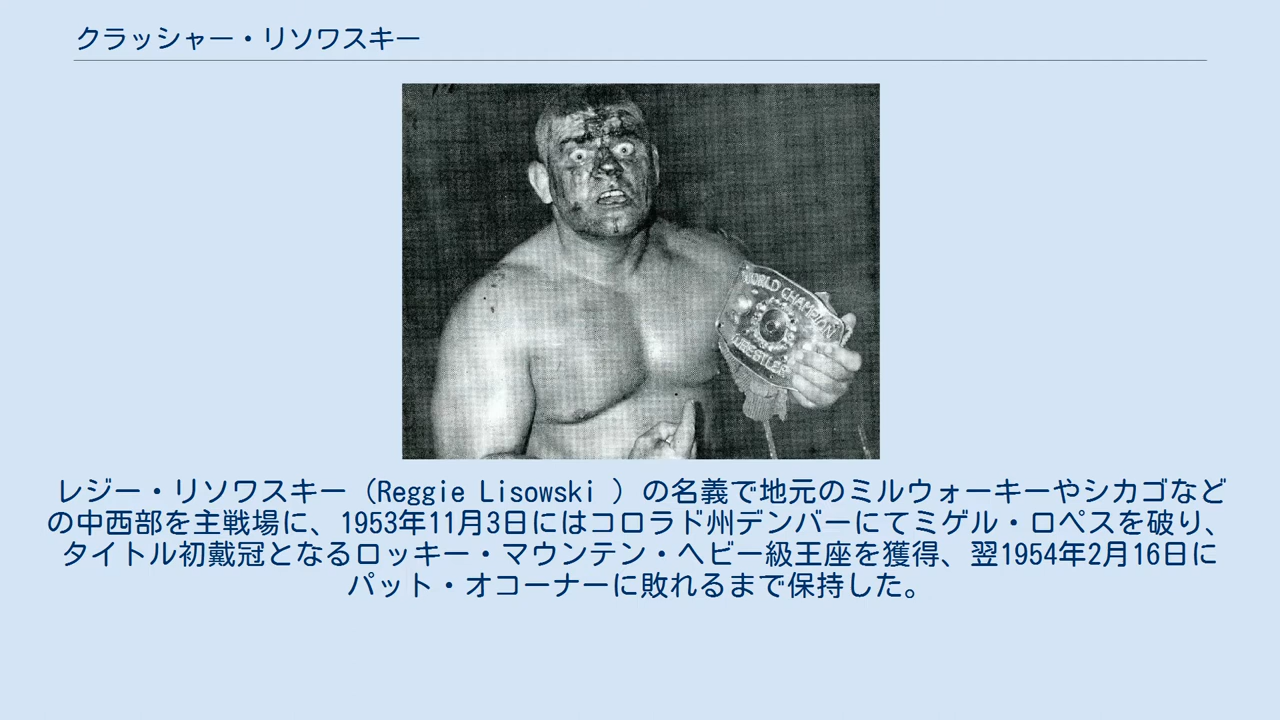 クラッシャー・リソワスキー
WORLD CHAMPION
WRESTLER
レジー・リソワスキー（Reggie Lisowski ）の名義で地元のミルウォーキーやシカゴなど
の中西部を主戦場に、1953年11月3日にはコロラド州デンバーにてミゲル・ロペスを破り、
タイトル初戴冠となるロッキー・マウンテン・ヘビー級王座を獲得、翌1954年2月16日に
パット・オコーナーに敗れるまで保持した。